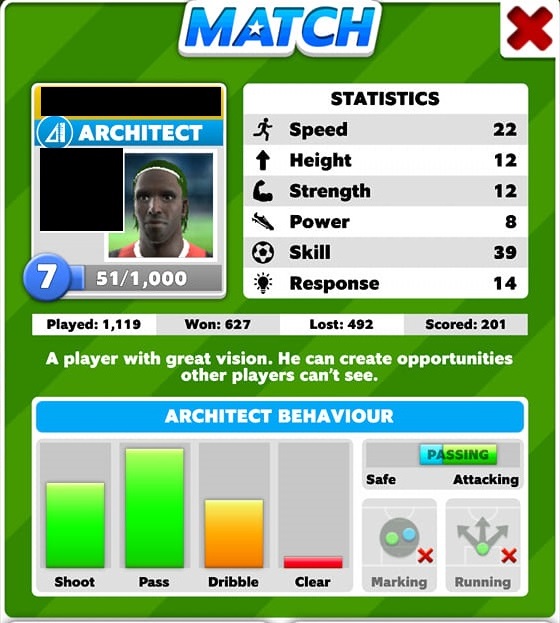 MATCH
ARCHITECT
7
51/1,000
STATISTICS
Speed 22
Height 12
Strength 12
Power 8
Skill 39
Response 14
Played: 1,119 Won: 627 Lost: 492 Scored: 201
A player with great vision. He can create opportunities
other players can't see.
ARCHITECT BEHAVIOUR
Shoot Pass Dribble Clear
PASSING
Safe Attacking
Marking Running